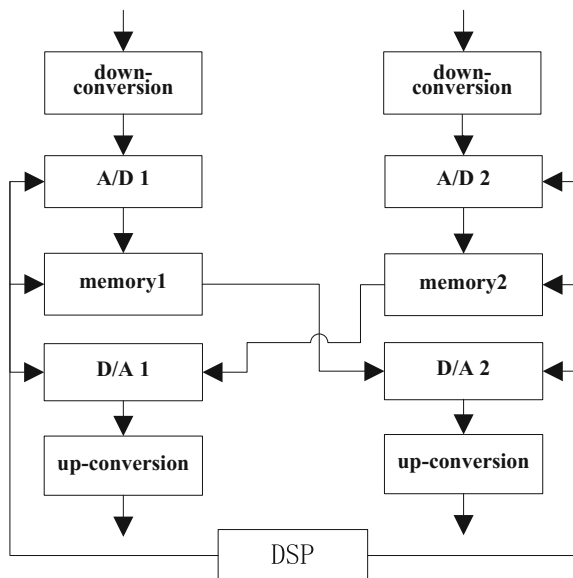 down-
conversion
down-
conversion
A/D 1
A/D 2
memory1
memory2
D/A 1
D/A 2
up-conversion
up-conversion
DSP